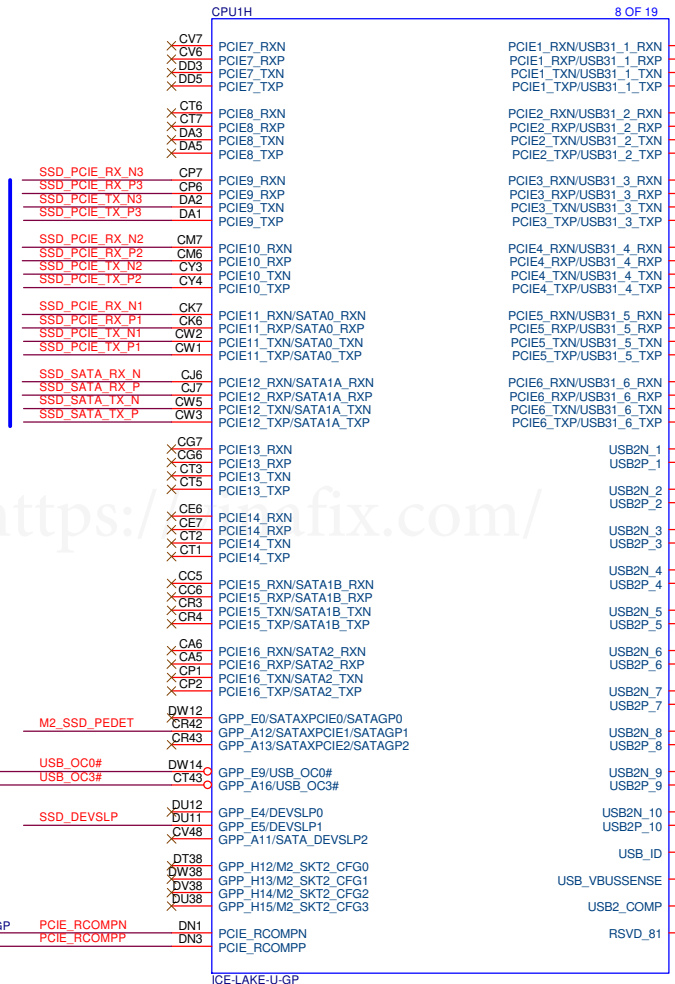 CPU1H 8 OF 19
CV7 PCIE7_RXN PCIE1_RXN/USB31_1_RXN
CV6 PCIE7_RXP PCIE1_RXP/USB31_1_RXP
DD3 PCIE7_TXN PCIE1_TXN/USB31_1_TXN
DD5 PCIE7_TXP PCIE1_TXP/USB31_1_TXP
CT6 PCIE8_RXN PCIE2_RXN/USB31_2_RXN
CT7 PCIE8_RXP PCIE2_RXP/USB31_2_RXP
DA3 PCIE8_TXN PCIE2_TXN/USB31_2_TXN
DA5 PCIE8_TXP PCIE2_TXP/USB31_2_TXP
SSD_PCIE_RX_N3 CP7 PCIE9_RXN PCIE3_RXN/USB31_3_RXN
SSD_PCIE_RX_P3 CP6 PCIE9_RXP PCIE3_RXP/USB31_3_RXP
SSD_PCIE_TX_N3 DA2 PCIE9_TXN PCIE3_TXN/USB31_3_TXN
SSD_PCIE_TX_P3 DA1 PCIE9_TXP PCIE3_TXP/USB31_3_TXP
SSD_PCIE_RX_N2 CM7 PCIE10_RXN PCIE4_RXN/USB31_4_RXN
SSD_PCIE_RX_P2 CM6 PCIE10_RXP PCIE4_RXP/USB31_4_RXP
SSD_PCIE_TX_N2 CY3 PCIE10_TXN PCIE4_TXN/USB31_4_TXN
SSD_PCIE_TX_P2 CY4 PCIE10_TXP PCIE4_TXP/USB31_4_TXP
SSD_PCIE_RX_N1 CK7 PCIE11_RXN/SATA0_RXN PCIE5_RXN/USB31_5_RXN
SSD_PCIE_RX_P1 CK6 PCIE11_RXP/SATA0_RXP PCIE5_RXP/USB31_5_RXP
SSD_PCIE_TX_N1 CW2 PCIE11_TXN/SATA0_TXN PCIE5_TXN/USB31_5_TXN
SSD_PCIE_TX_P1 CW1 PCIE11_TXP/SATA0_TXP PCIE5_TXP/USB31_5_TXP
SSD_SATA_RX_N CJ6 PCIE12_RXN/SATA1A_RXN PCIE6_RXN/USB31_6_RXN
SSD_SATA_RX_P CJ7 PCIE12_RXP/SATA1A_RXP PCIE6_RXP/USB31_6_RXP
SSD_SATA_TX_N CW5 PCIE12_TXN/SATA1A_TXN PCIE6_TXN/USB31_6_TXN
SSD_SATA_TX_P CW3 PCIE12_TXP/SATA1A_TXP PCIE6_TXP/USB31_6_TXP
CG7 PCIE13_RXN USB2N_1
CG6 PCIE13_RXP USB2P_1
CT3 PCIE13_TXN
CT5 PCIE13_TXP USB2N_2
USB2P_2
CE6 PCIE14_RXN
CE7 PCIE14_RXP USB2N_3
CT2 PCIE14_TXN USB2P_3
CT1 PCIE14_TXP
USB2N_4
CC5 PCIE15_RXN/SATA1B_RXN USB2P_4
CC6 PCIE15_RXP/SATA1B_RXP
CR3 PCIE15_TXN/SATA1B_TXN USB2N_5
CR4 PCIE15_TXP/SATA1B_TXP USB2P_5
CA6 PCIE16_RXN/SATA2_RXN USB2N_6
CA5 PCIE16_RXP/SATA2_RXP USB2P_6
CP1 PCIE16_TXN/SATA2_TXN
CP2 PCIE16_TXP/SATA2_TXP USB2N_7
USB2P_7
DW12 GPP_E0/SATAXPCIE0/SATAGP0
M2_SSD_PEDET CR42 GPP_A12/SATAXPCIE1/SATAGP1 USB2N_8
CR43 GPP_A13/SATAXPCIE2/SATAGP2 USB2P_8
USB_OC0# DW14 GPP_E9/USB_OC0# USB2N_9
USB_OC3# CT43 GPP_A16/USB_OC3# USB2P_9
DU12 GPP_E4/DEVSLP0 USB2N_10
SSD_DEVSLP DU11 GPP_E5/DEVSLP1 USB2P_10
CV48 GPP_A11/SATA_DEVSLP2
USB_ID
DT38 GPP_H12/M2_SKT2_CFG0
DW38 GPP_H13/M2_SKT2_CFG1 USB_VBUSSENSE
DV38 GPP_H14/M2_SKT2_CFG2
DU38 GPP_H15/M2_SKT2_CFG3 USB2_COMP
GP PCIE_RCOMPN DN1 PCIE_RCOMPN RSVD_81
PCIE_RCOMPP DN3 PCIE_RCOMPP
ICE-LAKE-U-GP